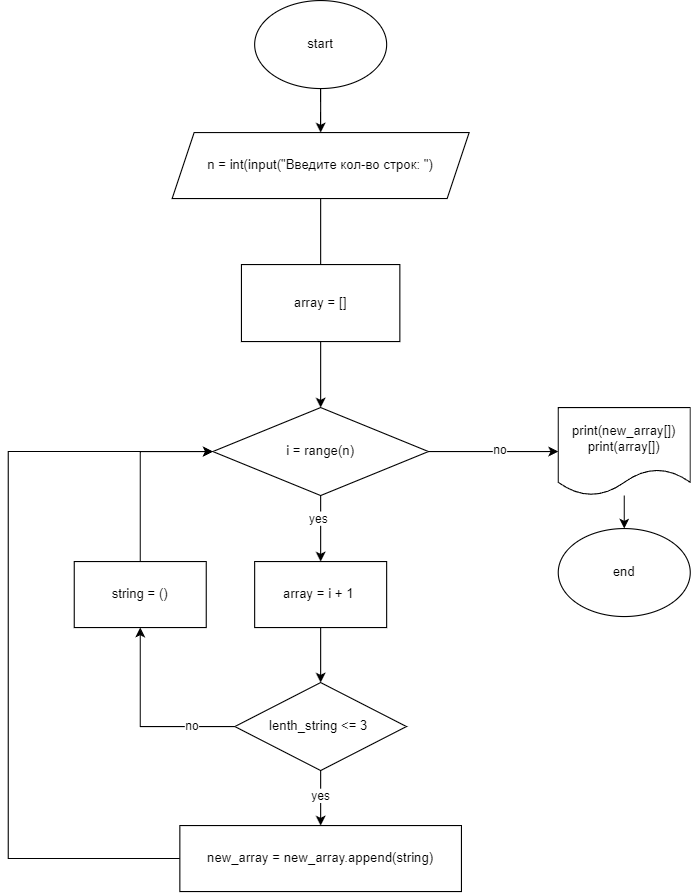 start
n = int(input("Введите кол-во строк: ")
array = []
i = range(n)
no
print(new_array[])
print(array[])
yes
string = ()
array = i + 1
end
lenth_string <= 3
no
yes
new_array = new_array.append(string)